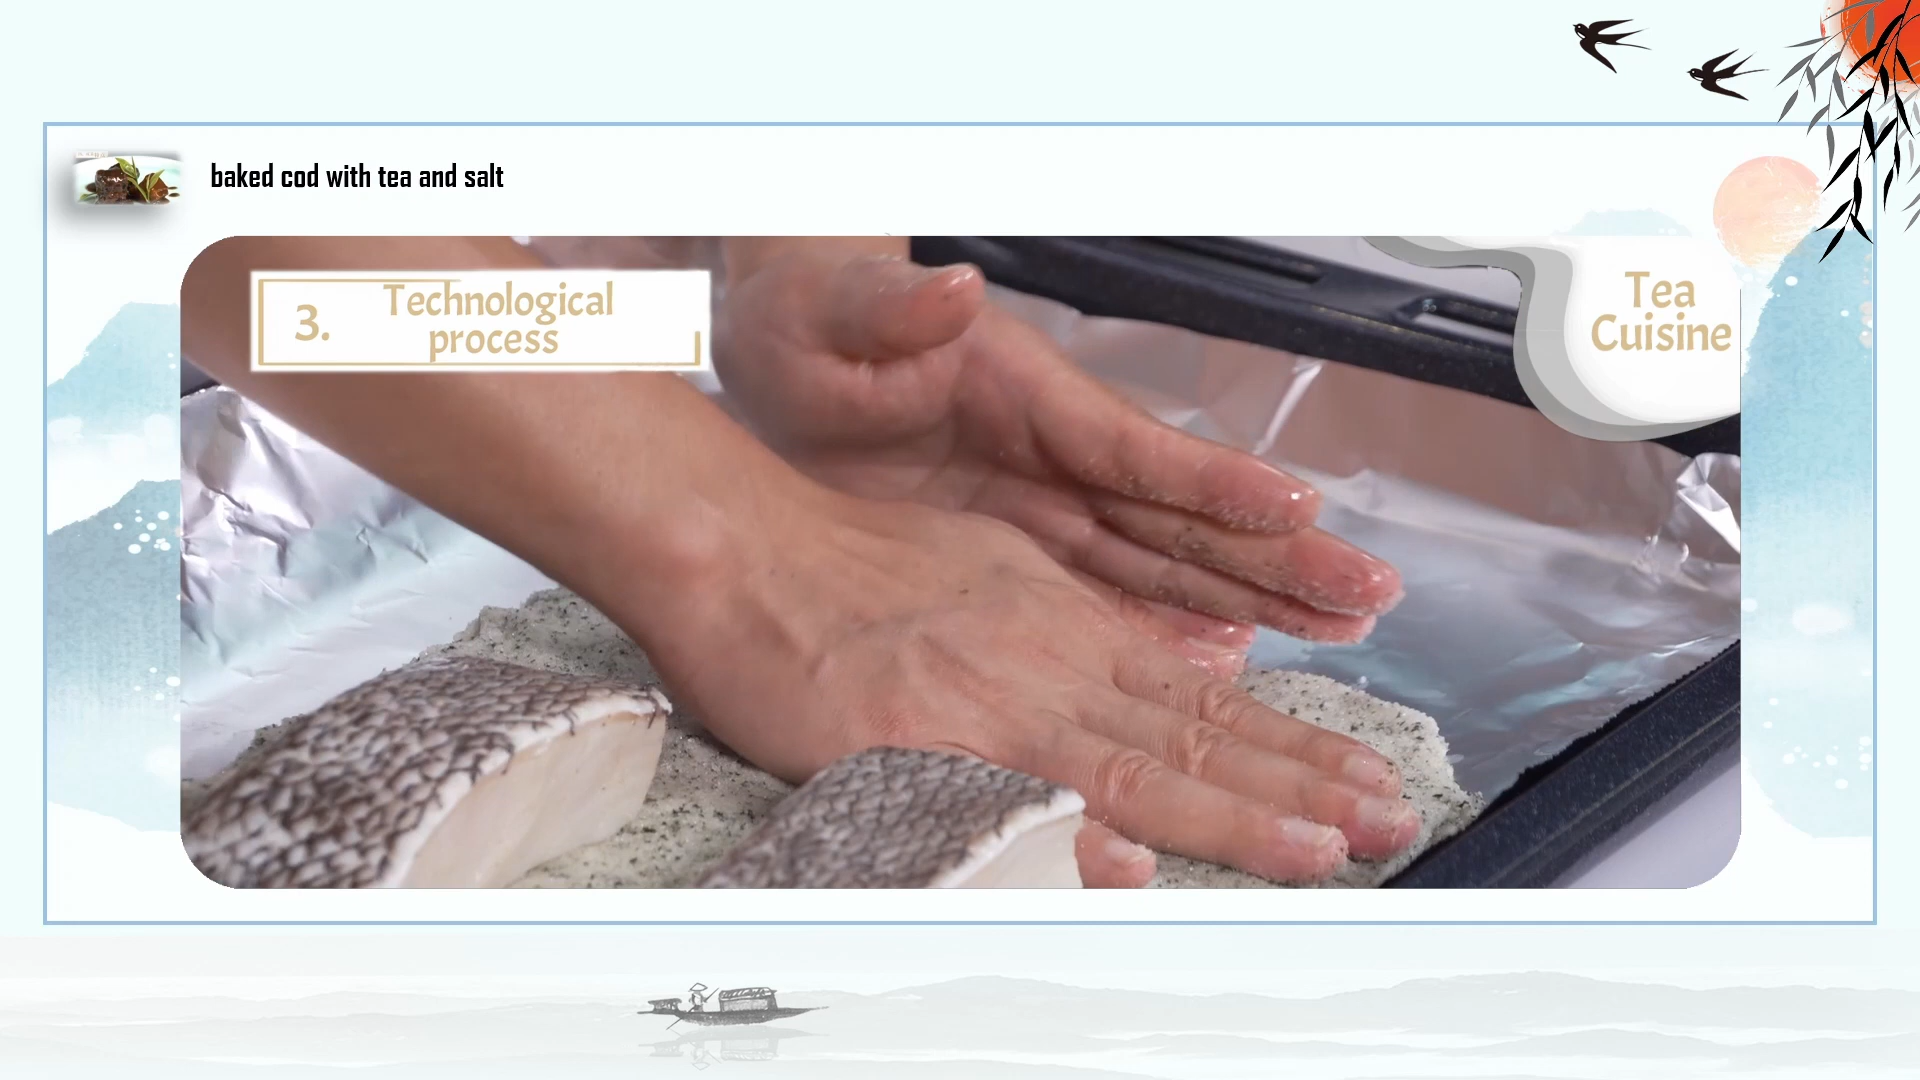 baked cod with tea and salt
3.
Technological
process
Tea
Cuisine